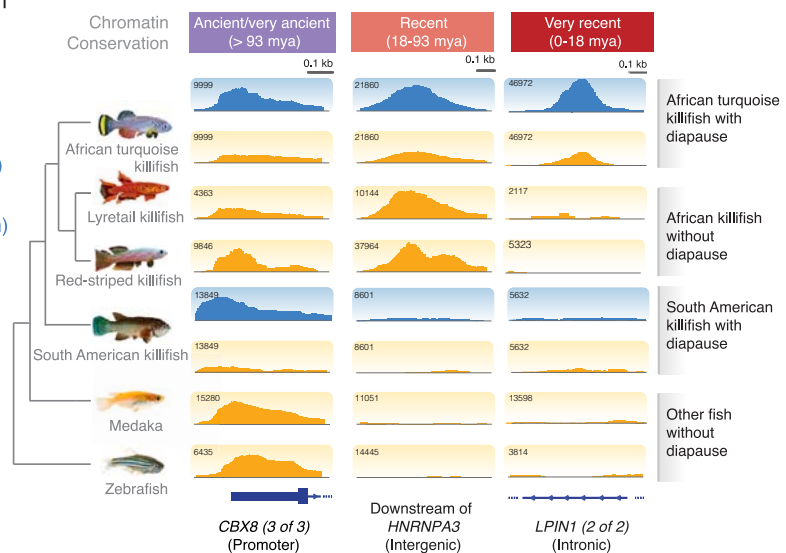 Chromatin
Conservation
Ancient/very ancient
(> 93 mya)
Recent
(18-93 mya)
Very recent
(0-18 mya)
0.1 kb
0.1 kb
0.1 kb
9999
21860
46972
African turquoise
killifish with
diapause
African turquoise
killifish
9999
21860
46972
Lyretail killifish
4363
10144
2117
African killifish
without
diapause
Red-striped killifish
9846
37964
5323
13849
8601
5632
South American
killifish with
diapause
South American killifish
13849
8601
5632
Medaka
15280
11051
13598
Other fish
without
diapause
Zebrafish
6435
14445
3814
CBX8 (3 of 3)
(Promoter)
Downstream of
HNRNPA3
(Intergenic)
LPIN1 (2 of 2)
(Intronic)